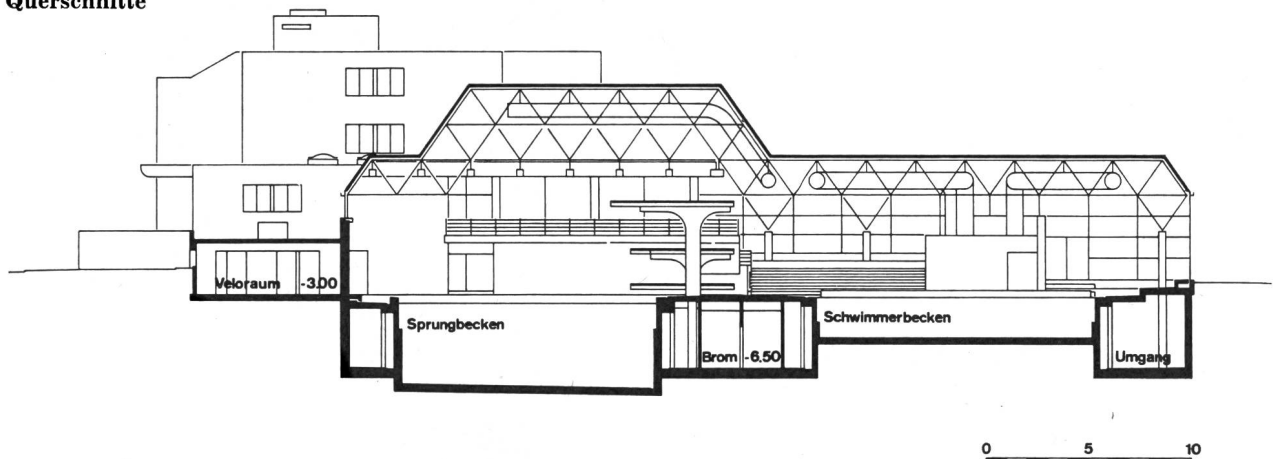 Querschnitte
Veloraum -3.00
Sprungbecken
Brom -6.50
Schwimmerbecken
Umgang
0 5 10